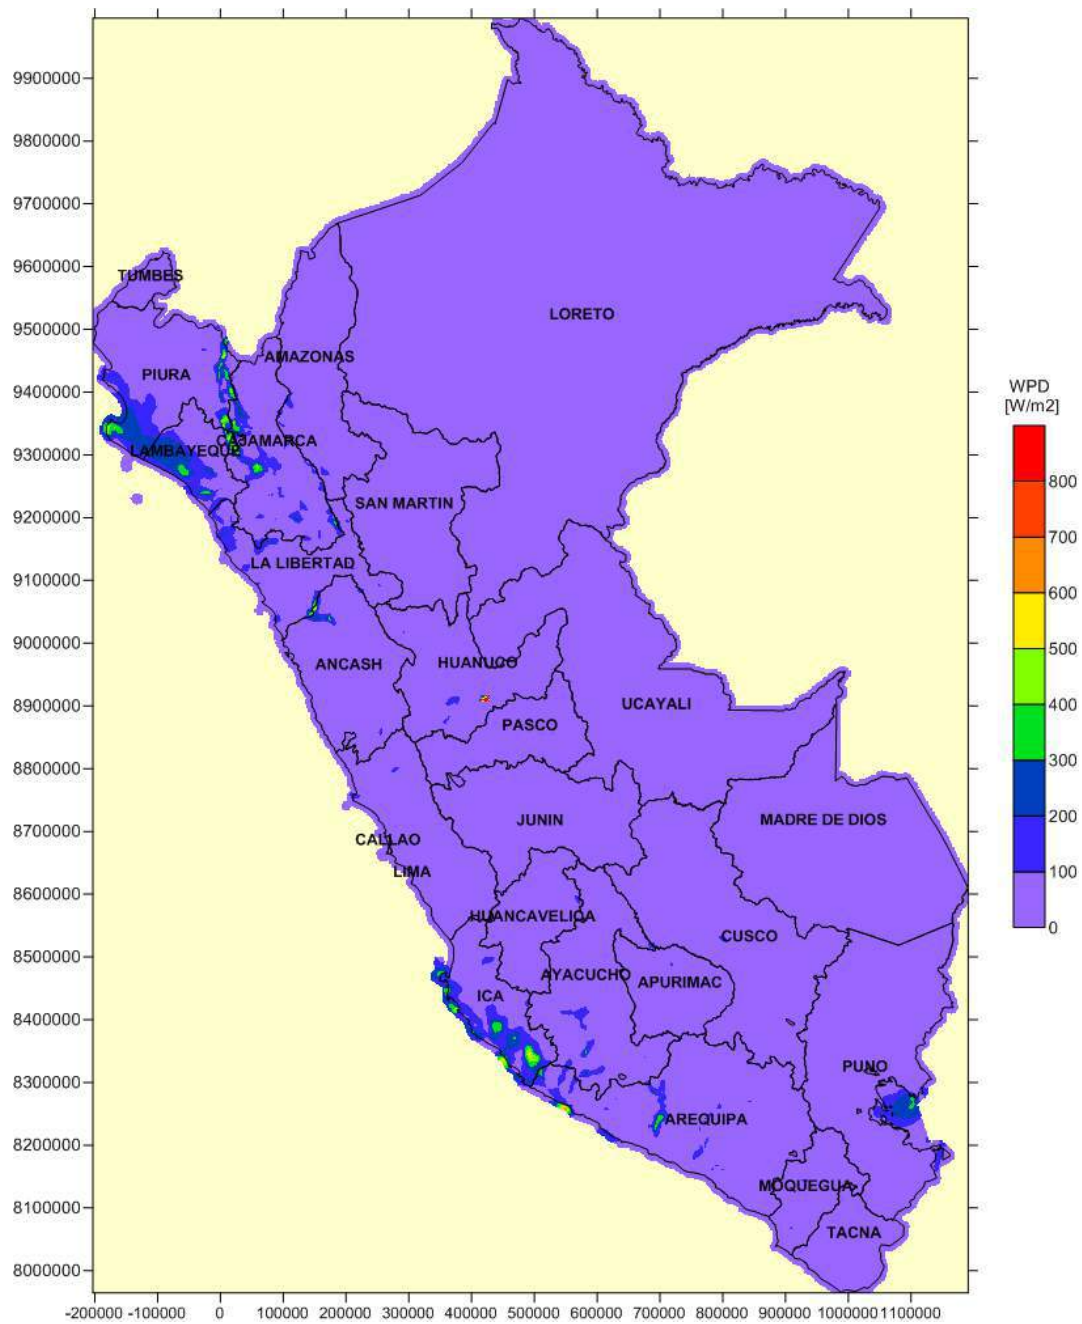 9900000
9800000
9700000
9600000
9500000
9400000
9300000
9200000
9100000
9000000
8900000
8800000
8700000
8600000
8500000
8400000
8300000
8200000
8100000
8000000
TUMBES
LORETO
AMAZONAS
PIURA
CAJAMARCA
LAMBAYEQUE
SAN MARTIN
LA LIBERTAD
ANCASH
HUANUCO
UCAYALI
PASCO
MADRE DE DIOS
JUNIN
CALLAO
LIMA
HUANCAVELICA
CUSCO
AYACUCHO
APURIMAC
ICA
PUNO
AREQUIPA
MOQUEGUA
TACNA
WPD
[W/m2]
800
700
600
500
400
300
200
100
0
-200000 -100000 0 100000 200000 300000 400000 500000 600000 700000 800000 900000 1000000 1100000